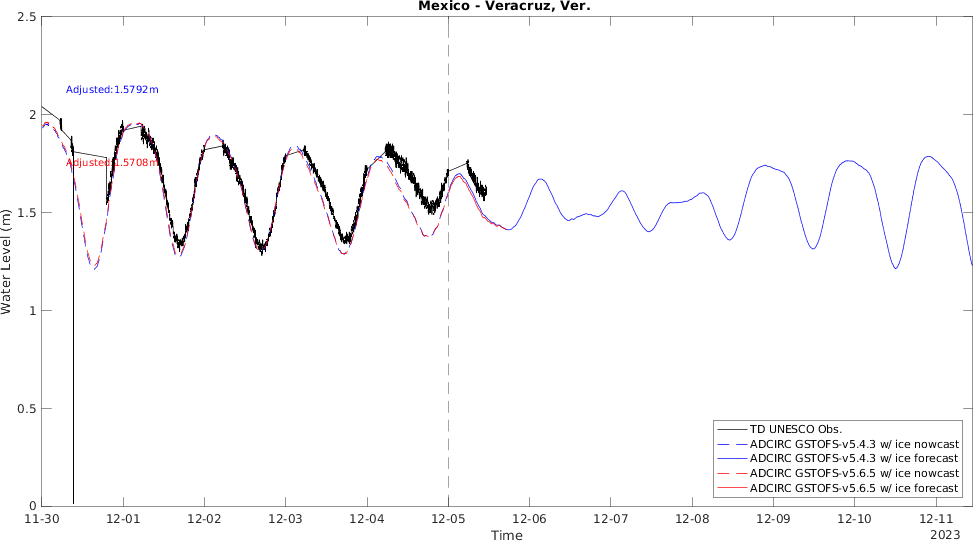 Mexico - Veracruz, Ver.
2.5
2
1.5
1
0.5
0
Water Level (m)
Adjusted:1.5792m
Adjusted:1.5708m
TD UNESCO Obs.
ADCIRC GSTOFS-v5.4.3 w/ ice nowcast
ADCIRC GSTOFS-v5.4.3 w/ ice forecast
ADCIRC GSTOFS-v5.6.5 w/ ice nowcast
ADCIRC GSTOFS-v5.6.5 w/ ice forecast
11-30 12-01 12-02 12-03 12-04 12-05 12-06 12-07 12-08 12-09 12-10 12-11
Time
2023